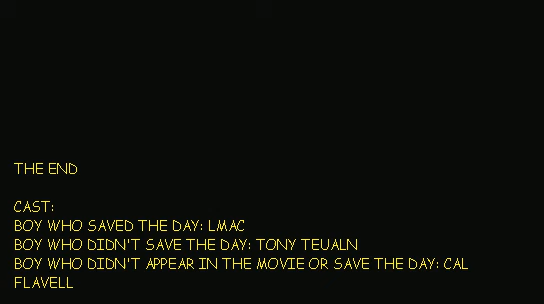 THE END
CAST:
BOY WHO SAVED THE DAY: LMAC
BOY WHO DIDN'T SAVE THE DAY: TONY TEUALN
BOY WHO DIDN'T APPEAR IN THE MOVIE OR SAVE THE DAY: CAL
FLAVELL